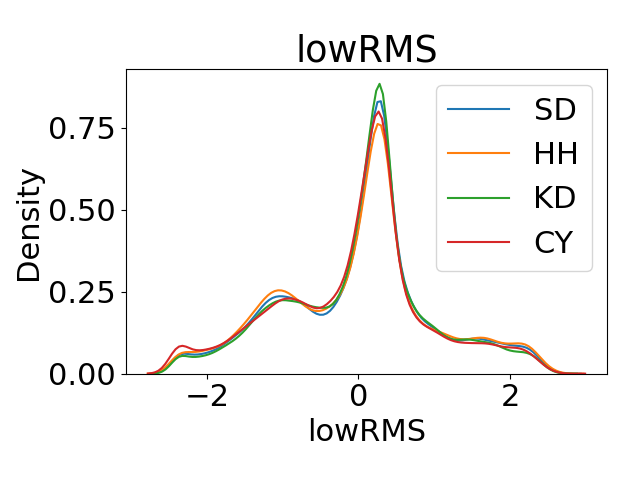 lowRMS
Density
0.75
0.50
0.25
0.00
−2
0
2
lowRMS
SD
HH
KD
CY